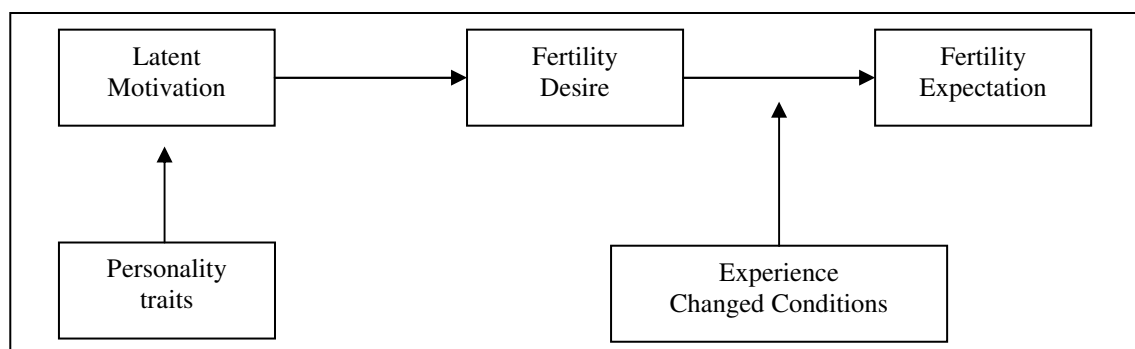 Latent
Motivation
Fertility
Desire
Fertility
Expectation
Personality
traits
Experience
Changed Conditions